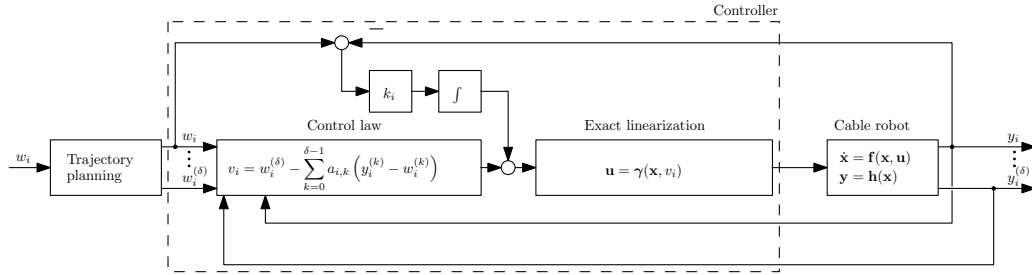 Controller
—
k_i
∫
Control law
Exact linearization
Cable robot
w_i
Trajectory
planning
w_i
⋮
w_i^{(δ)}
v_i = w_i^{(δ)} − \sum_{k=0}^{δ−1} a_{i,k} (y_i^{(k)} − w_i^{(k)})
u = γ(x, v_i)
ẋ = f(x, u)
y = h(x)
y_i
⋮
y_i^{(δ)}